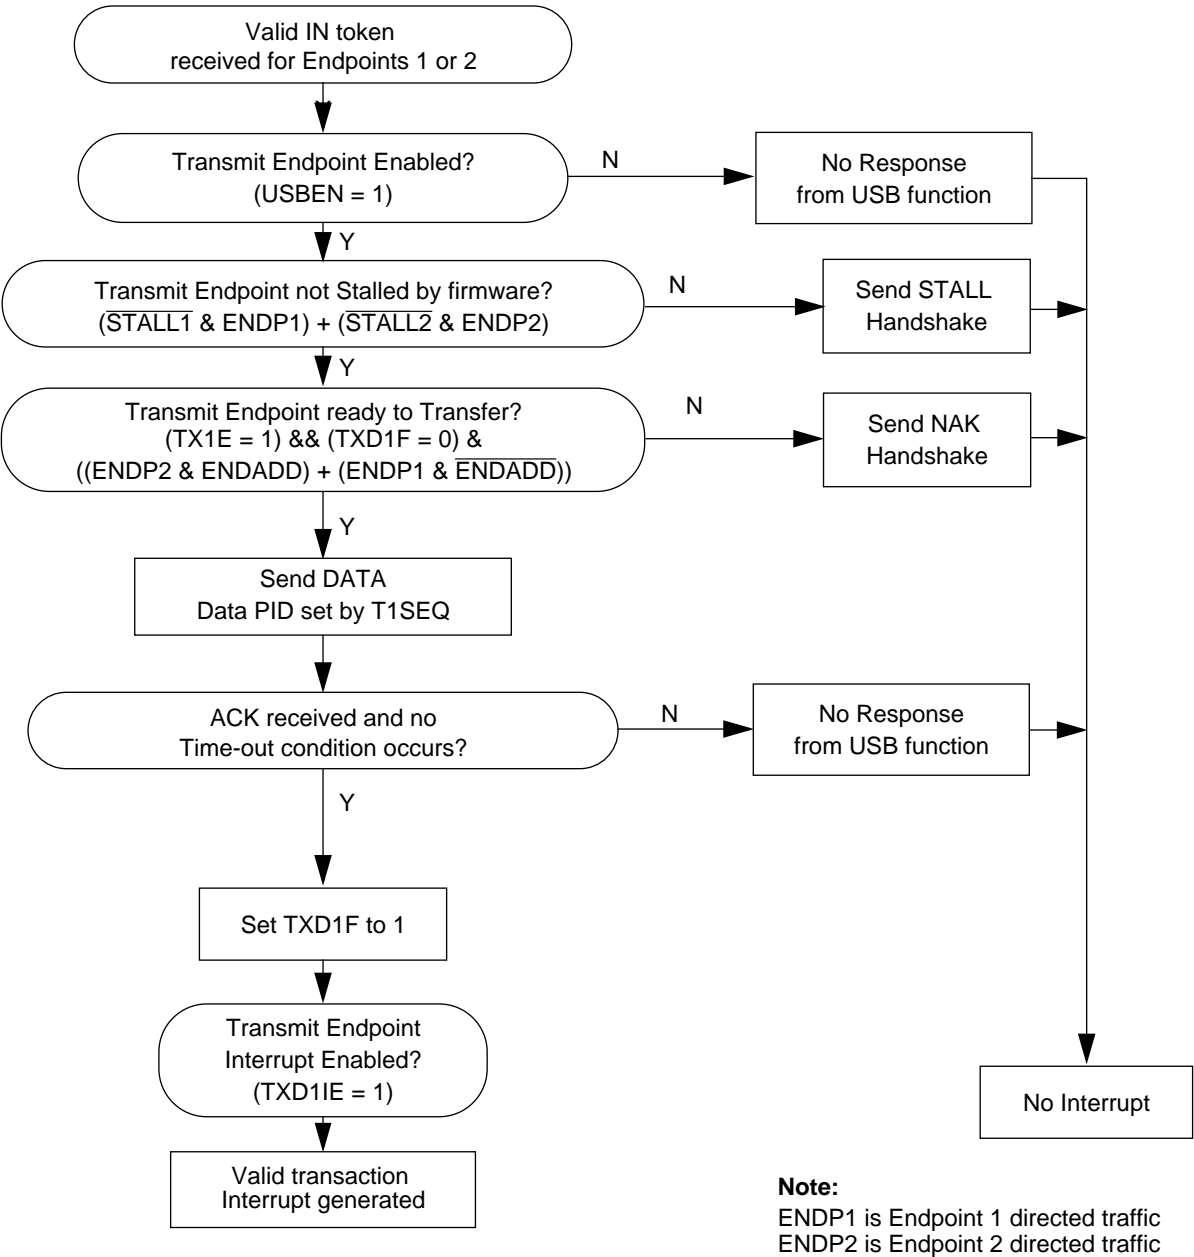 Valid IN token
received for Endpoints 1 or 2
Transmit Endpoint Enabled?
(USBEN = 1)
N
No Response
from USB function
Y
Transmit Endpoint not Stalled by firmware?
(S̅T̅A̅L̅L̅1̅ & ENDP1) + (S̅T̅A̅L̅L̅2̅ & ENDP2)
N
Send STALL
Handshake
Y
Transmit Endpoint ready to Transfer?
(TX1E = 1) && (TXD1F = 0) &
((ENDP2 & ENDADD) + (ENDP1 & E̅N̅D̅A̅D̅D̅))
N
Send NAK
Handshake
Y
Send DATA
Data PID set by T1SEQ
ACK received and no
Time-out condition occurs?
N
No Response
from USB function
Y
Set TXD1F to 1
Transmit Endpoint
Interrupt Enabled?
(TXD1IE = 1)
No Interrupt
Valid transaction
Interrupt generated
Note:
ENDP1 is Endpoint 1 directed traffic
ENDP2 is Endpoint 2 directed traffic